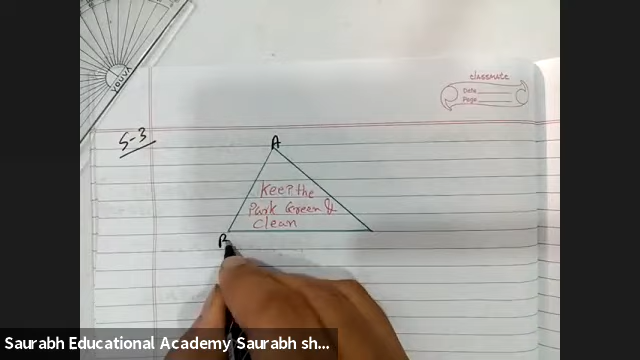 classmate
Date
Page
S-3
A
Keep the
Park Green &
clean
B
Saurabh Educational Academy Saurabh sh...